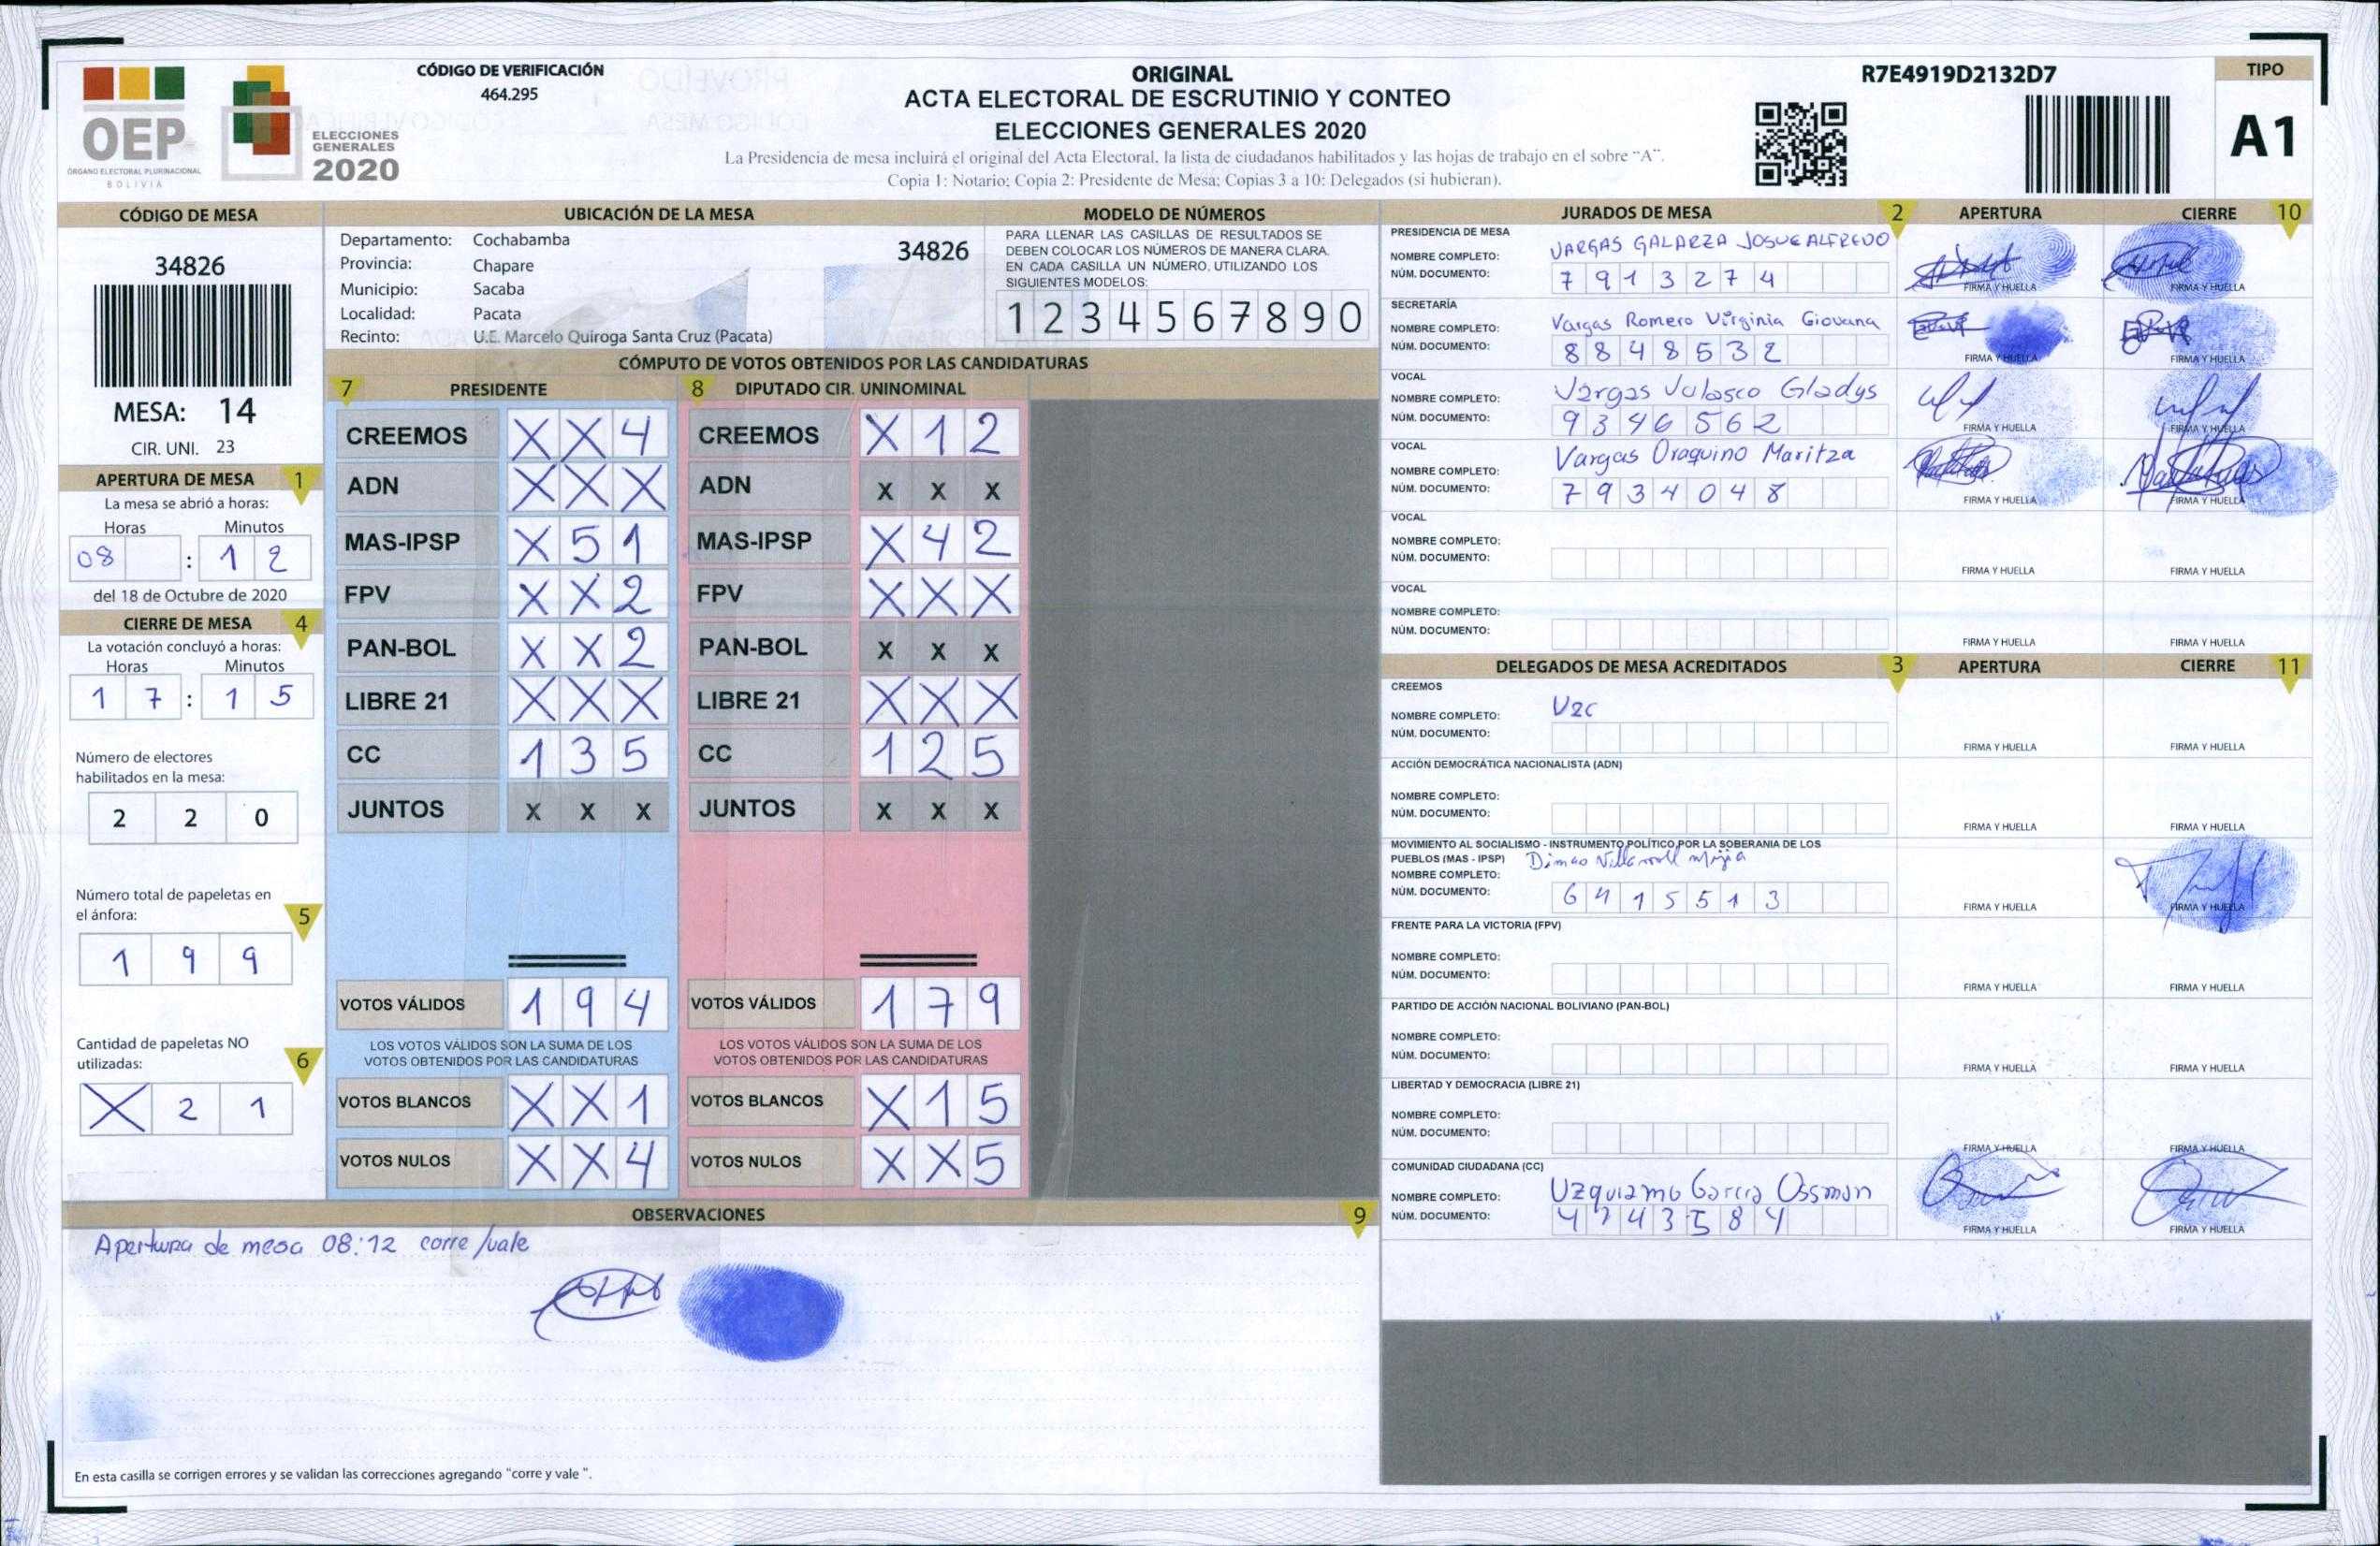 OEP
ÓRGANO ELECTORAL PLURINACIONAL
BOLIVIA
ELECCIONES
GENERALES
2020
CÓDIGO DE VERIFICACIÓN
464.295
ORIGINAL
ACTA ELECTORAL DE ESCRUTINIO Y CONTEO
ELECCIONES GENERALES 2020
La Presidencia de mesa incluirá el original del Acta Electoral, la lista de ciudadanos habilitados y las hojas de trabajo en el sobre "A".
Copia 1: Notario; Copia 2: Presidente de Mesa; Copias 3 a 10: Delegados (si hubieran).
R7E4919D2132D7
TIPO
A1
CÓDIGO DE MESA
34826
MESA: 14
CIR. UNI. 23
APERTURA DE MESA 1
La mesa se abrió a horas:
Horas Minutos
08 : 1 2
del 18 de Octubre de 2020
CIERRE DE MESA 4
La votación concluyó a horas:
Horas Minutos
1 7 : 1 5
Número de electores
habilitados en la mesa:
2 2 0
Número total de papeletas en
el ánfora: 5
1 9 9
Cantidad de papeletas NO
utilizadas: 6
X 2 1
UBICACIÓN DE LA MESA
Departamento: Cochabamba
Provincia: Chapare
Municipio: Sacaba
Localidad: Pacata
Recinto: U.E. Marcelo Quiroga Santa Cruz (Pacata)
34826
MODELO DE NÚMEROS
PARA LLENAR LAS CASILLAS DE RESULTADOS SE
DEBEN COLOCAR LOS NÚMEROS DE MANERA CLARA.
EN CADA CASILLA UN NÚMERO, UTILIZANDO LOS
SIGUIENTES MODELOS:
1 2 3 4 5 6 7 8 9 0
CÓMPUTO DE VOTOS OBTENIDOS POR LAS CANDIDATURAS
7 PRESIDENTE 8 DIPUTADO CIR. UNINOMINAL
CREEMOS X X 4 CREEMOS X 1 2
ADN X X X ADN X X X
MAS-IPSP X 5 1 MAS-IPSP X 4 2
FPV X X 2 FPV X X X
PAN-BOL X X 2 PAN-BOL X X X
LIBRE 21 X X X LIBRE 21 X X X
CC 1 3 5 CC 1 2 5
JUNTOS X X X JUNTOS X X X
VOTOS VÁLIDOS 1 9 4 VOTOS VÁLIDOS 1 7 9
LOS VOTOS VÁLIDOS SON LA SUMA DE LOS LOS VOTOS VÁLIDOS SON LA SUMA DE LOS
VOTOS OBTENIDOS POR LAS CANDIDATURAS VOTOS OBTENIDOS POR LAS CANDIDATURAS
VOTOS BLANCOS X X 1 VOTOS BLANCOS X 1 5
VOTOS NULOS X X 4 VOTOS NULOS X X 5
OBSERVACIONES 9
Apertura de mesa 08:12 corre/vale
En esta casilla se corrigen errores y se validan las correcciones agregando "corre y vale ".
JURADOS DE MESA 2 APERTURA CIERRE 10
PRESIDENCIA DE MESA
NOMBRE COMPLETO: VARGAS GALARZA JOSUE ALFREDO
NÚM. DOCUMENTO: 7 9 1 3 2 7 4
FIRMA Y HUELLA FIRMA Y HUELLA
SECRETARÍA
NOMBRE COMPLETO: Vargas Romero Virginia Giovana
NÚM. DOCUMENTO: 8 8 4 8 5 3 2
FIRMA Y HUELLA FIRMA Y HUELLA
VOCAL
NOMBRE COMPLETO: Vargas Gladys
NÚM. DOCUMENTO: 9 3 4 6 5 6 2
FIRMA Y HUELLA FIRMA Y HUELLA
VOCAL
NOMBRE COMPLETO: Vargas Oraquino Maritza
NÚM. DOCUMENTO: 7 9 3 4 0 4 8
FIRMA Y HUELLA FIRMA Y HUELLA
VOCAL
NOMBRE COMPLETO:
NÚM. DOCUMENTO:
FIRMA Y HUELLA FIRMA Y HUELLA
VOCAL
NOMBRE COMPLETO:
NÚM. DOCUMENTO:
FIRMA Y HUELLA FIRMA Y HUELLA
DELEGADOS DE MESA ACREDITADOS 3 APERTURA CIERRE 11
CREEMOS
NOMBRE COMPLETO:
NÚM. DOCUMENTO:
FIRMA Y HUELLA FIRMA Y HUELLA
ACCIÓN DEMOCRÁTICA NACIONALISTA (ADN)
NOMBRE COMPLETO:
NÚM. DOCUMENTO:
FIRMA Y HUELLA FIRMA Y HUELLA
MOVIMIENTO AL SOCIALISMO - INSTRUMENTO POLÍTICO POR LA SOBERANIA DE LOS
PUEBLOS (MAS - IPSP)
NOMBRE COMPLETO:
NÚM. DOCUMENTO: 6 4 1 5 5 1 3
FIRMA Y HUELLA FIRMA Y HUELLA
FRENTE PARA LA VICTORIA (FPV)
NOMBRE COMPLETO:
NÚM. DOCUMENTO:
FIRMA Y HUELLA FIRMA Y HUELLA
PARTIDO DE ACCIÓN NACIONAL BOLIVIANO (PAN-BOL)
NOMBRE COMPLETO:
NÚM. DOCUMENTO:
FIRMA Y HUELLA FIRMA Y HUELLA
LIBERTAD Y DEMOCRACIA (LIBRE 21)
NOMBRE COMPLETO:
NÚM. DOCUMENTO:
FIRMA Y HUELLA FIRMA Y HUELLA
COMUNIDAD CIUDADANA (CC)
NOMBRE COMPLETO: Garcia Ossman
NÚM. DOCUMENTO:
FIRMA Y HUELLA FIRMA Y HUELLA